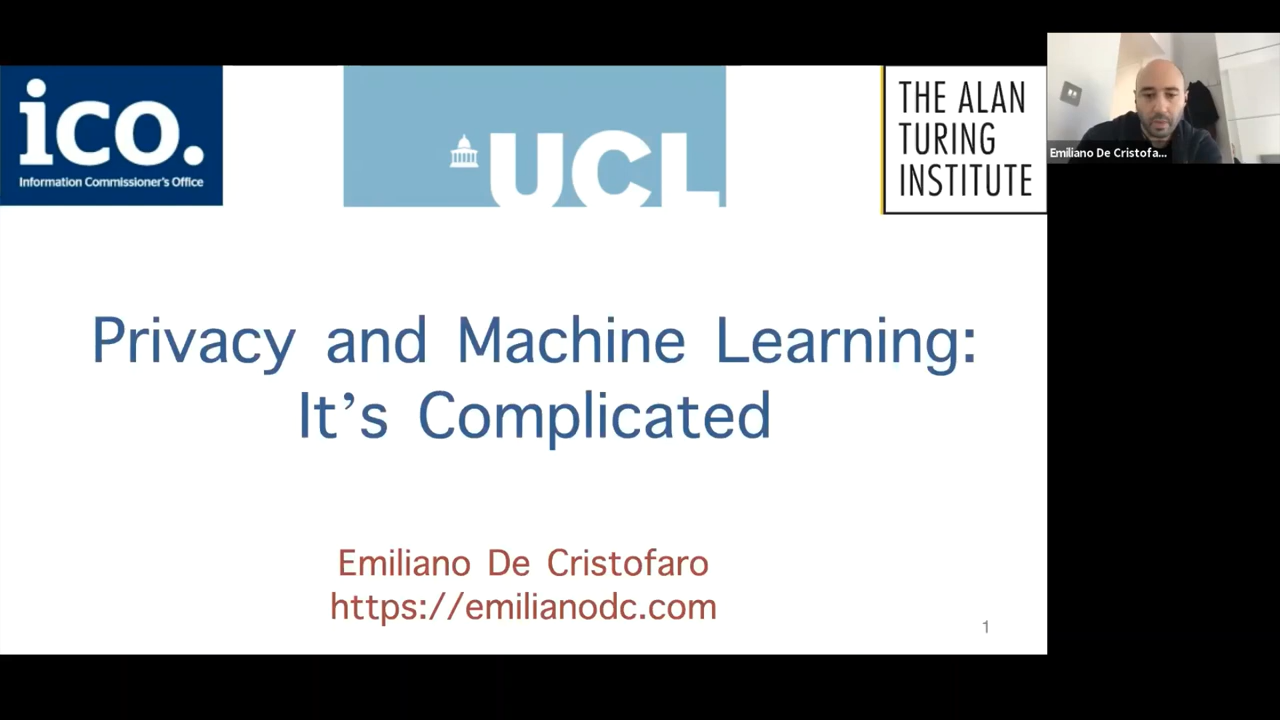 ico.
Information Commissioner's Office
UCL
THE ALAN
TURING
INSTITUTE
Emiliano De Cristofa...
Privacy and Machine Learning:
It’s Complicated
Emiliano De Cristofaro
https://emilianodc.com
1